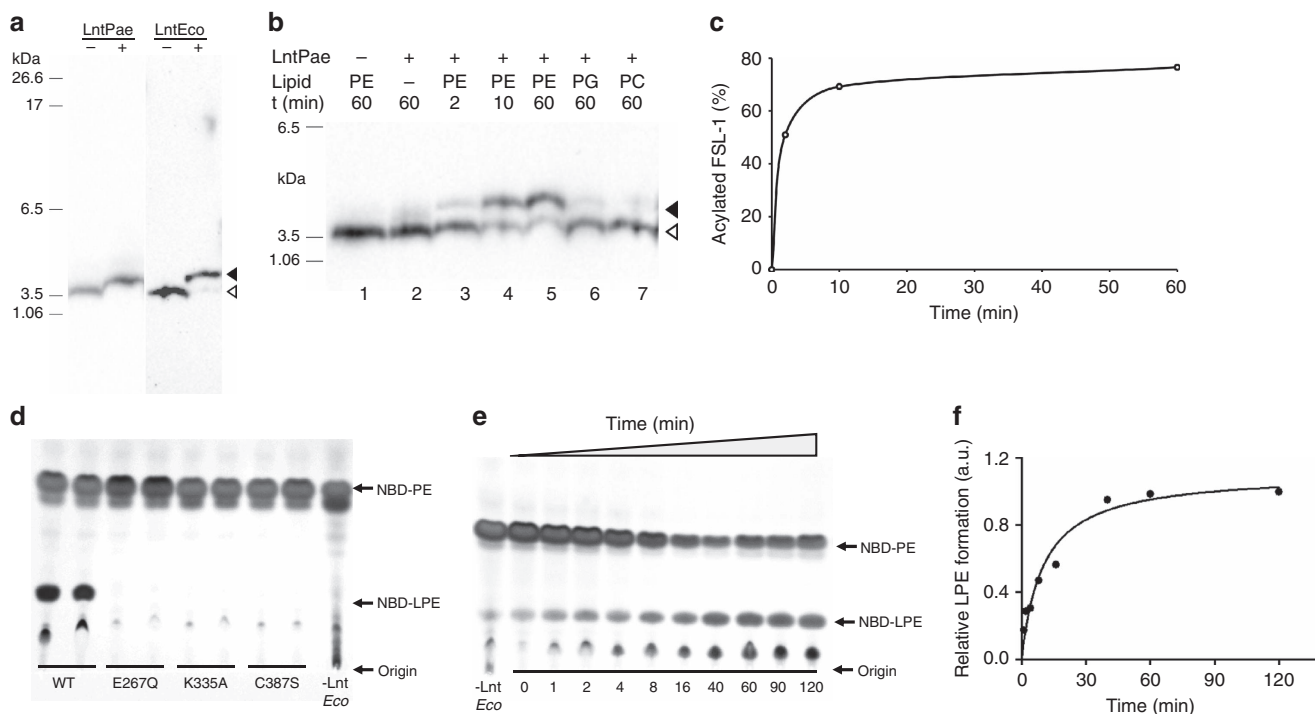 a
LntPae LntEco
– + – +
kDa
26.6
17
6.5
3.5
1.06
b
LntPae – + + + + + +
Lipid PE – PE PE PE PG PC
t (min) 60 60 2 10 60 60 60
6.5
kDa
3.5
1.06
1 2 3 4 5 6 7
c
Acylated FSL-1 (%)
80
60
40
20
0
0 10 20 30 40 50 60
Time (min)
d
NBD-PE
NBD-LPE
Origin
WT E267Q K335A C387S -Lnt
Eco
e
Time (min)
NBD-PE
NBD-LPE
Origin
-Lnt 0 1 2 4 8 16 40 60 90 120
Eco
f
Relative LPE formation (a.u.)
1.2
0.8
0.4
0.0
0 30 60 90 120
Time (min)